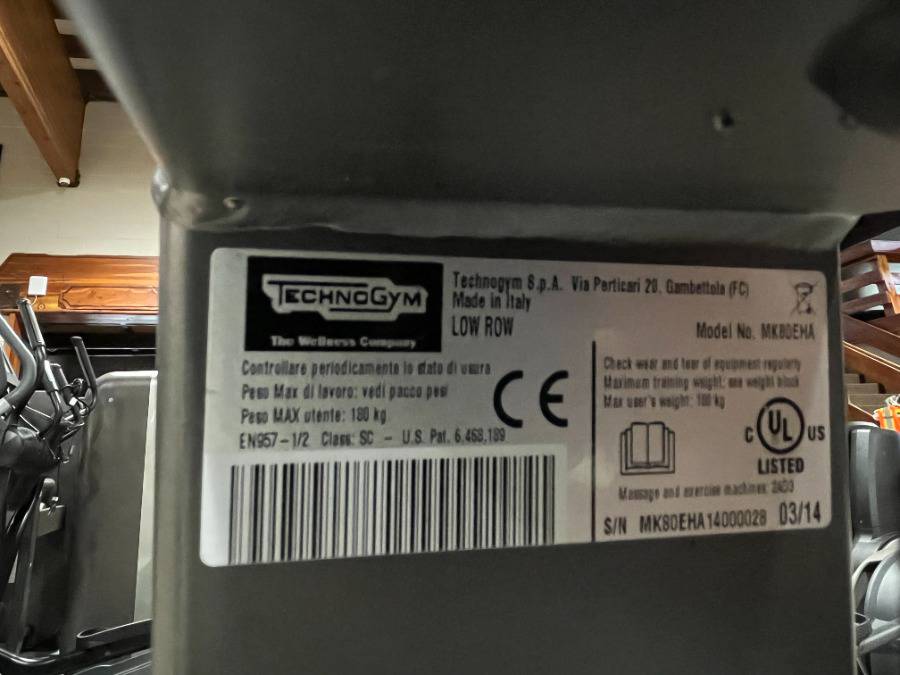 TECHNOGYM
The Wellness Company
Technogym S.p.A. Via Perticari 20, Gambettola (FC)
Made in Italy
LOW ROW
Model No. MK80EHA
Controllare periodicamente lo stato di usura
Peso Max di lavoro: vedi pacco pesi
Peso MAX utente: 180 kg
EN957-1/2 Class: SC - U.S. Pat. 6,468,189
CE
Check wear and tear of equipment regularly
Maximum training weight: see weight block
Max user's weight: 180 kg
C UL US
LISTED
Massage and exercise machines: 2AD3
S/N MK80EHA14000028 03/14